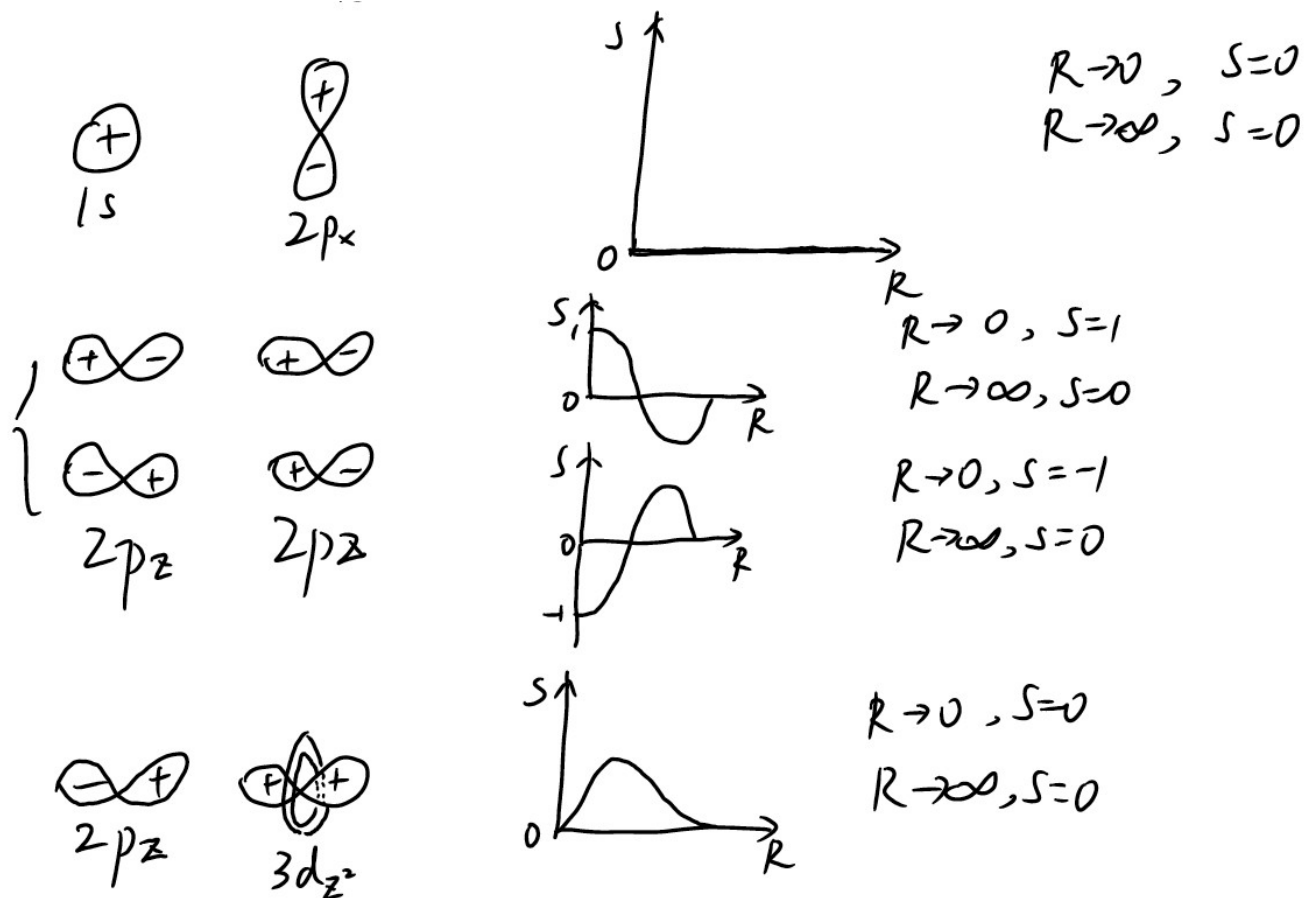 S
+ + R→0, S=0
- R→∞, S=0
1s 2px
0 R
+ - + - S 1 R→0, S=1
0 R R→∞, S=0
- + + - S R→0, S=-1
2pz 2pz 0 R R→∞, S=0
-1
S R→0, S=0
- + + + R→∞, S=0
2pz 3dz² 0 R